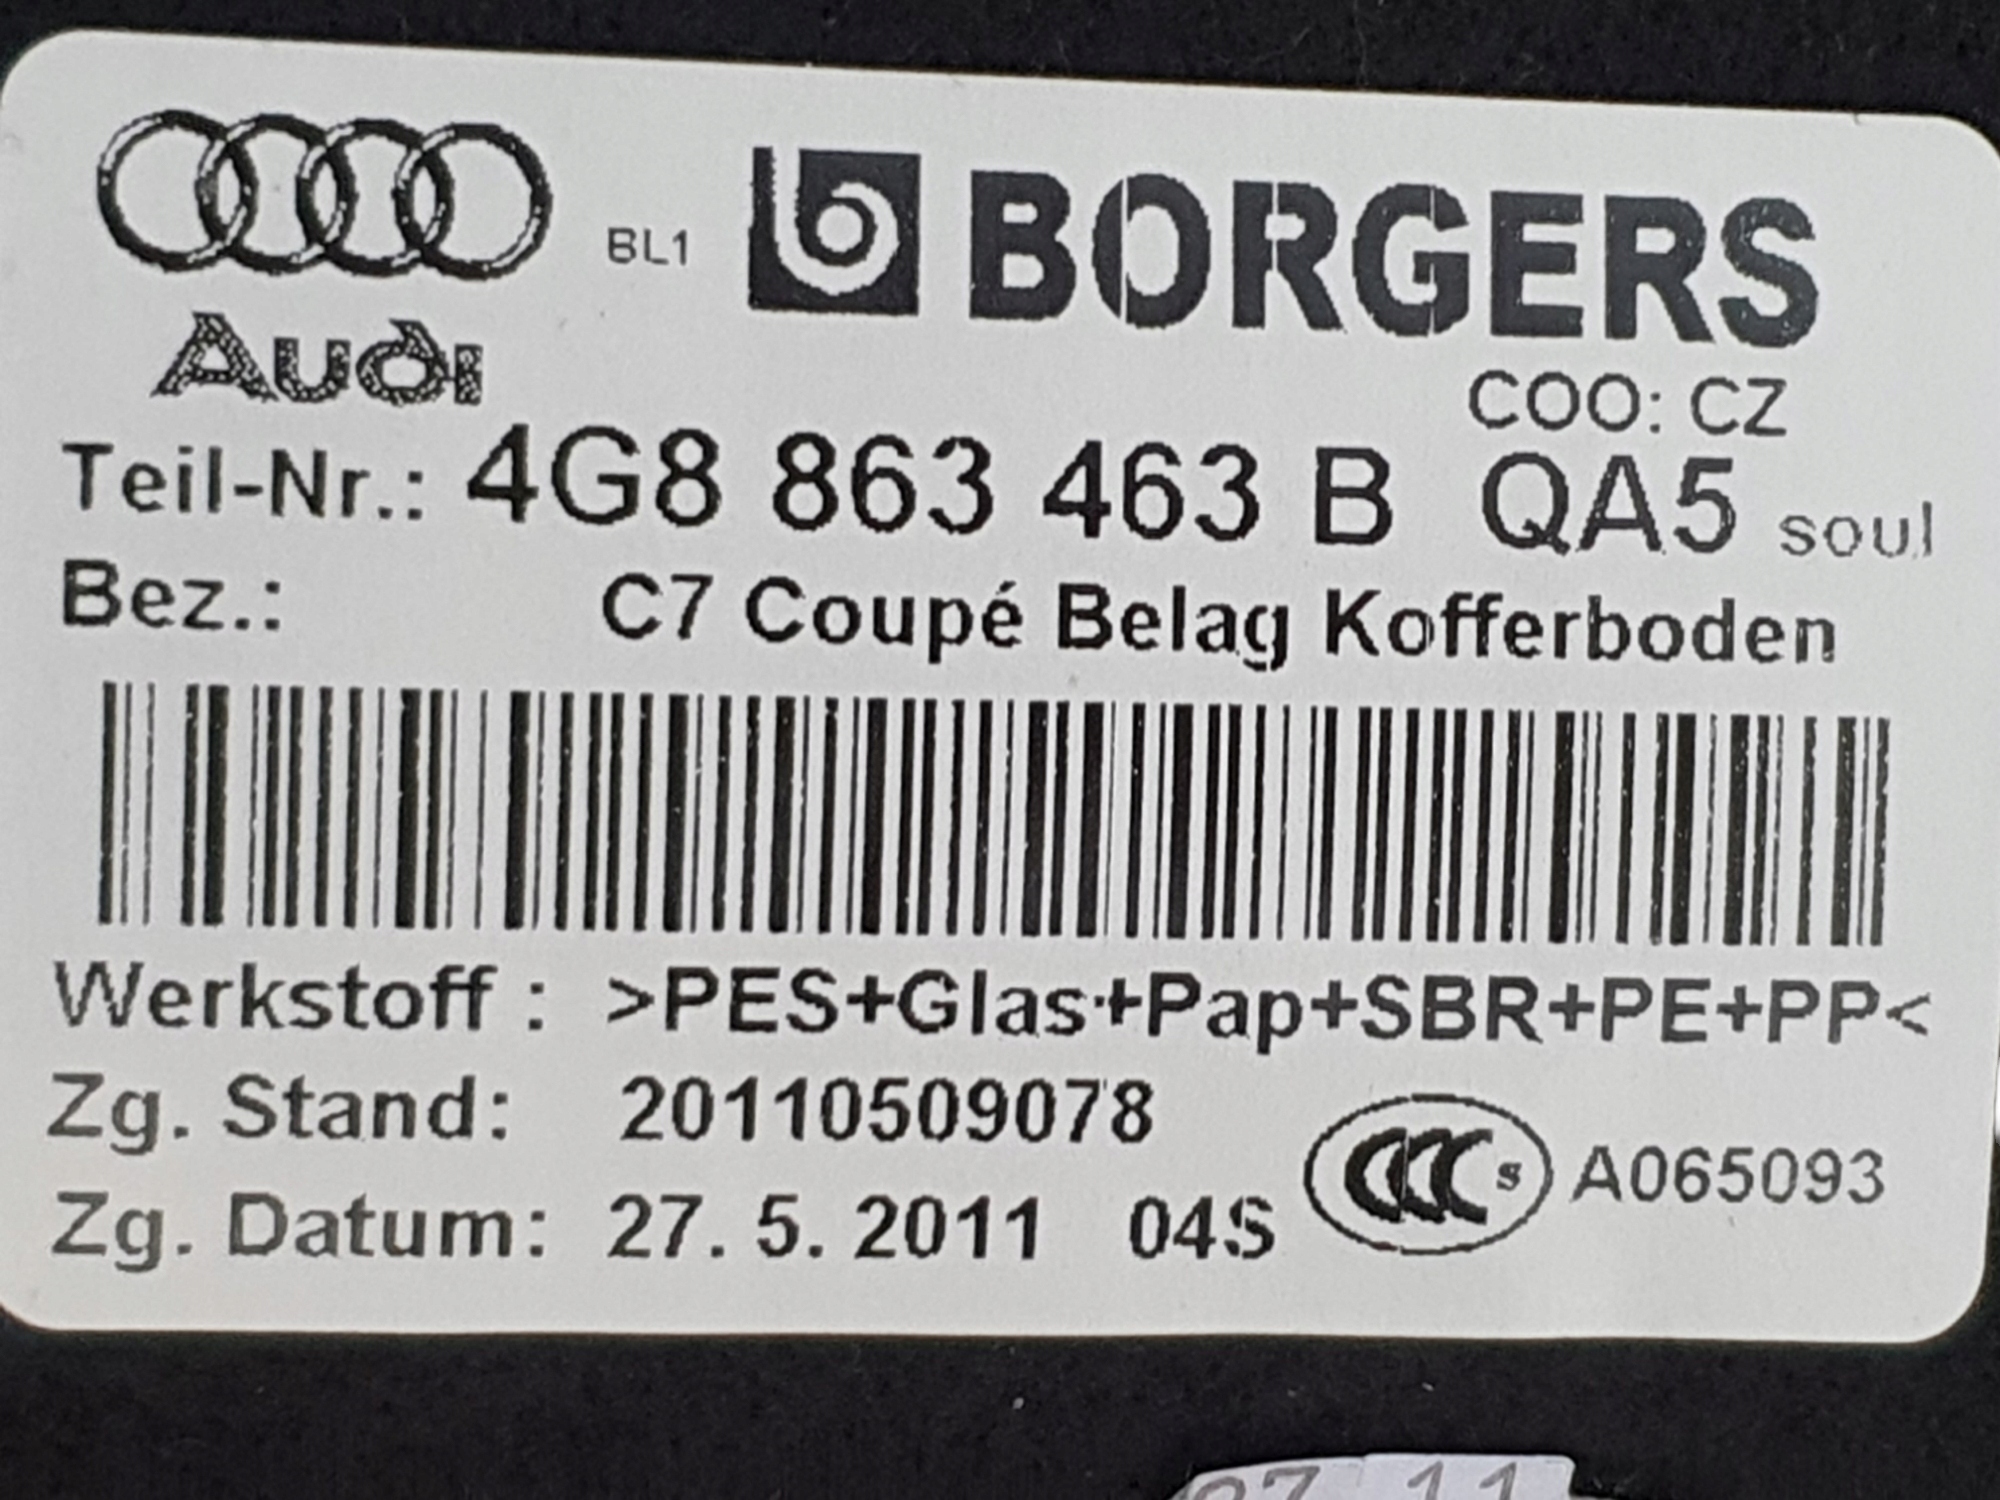 BL1 BORGERS
Audi
COO: CZ
Teil-Nr.: 4G8 863 463 B QA5 soul
Bez.: C7 Coupé Belag Kofferboden
Werkstoff : >PES+Glas+Pap+SBR+PE+PP<
Zg. Stand: 20110509078
CCC S A065093
Zg. Datum: 27. 5. 2011 04S